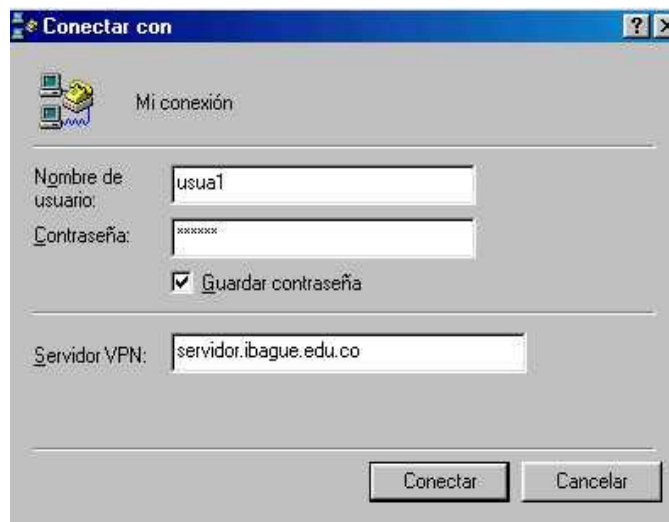 Conectar con
Mi conexión
Nombre de
usuario:
usua1
Contraseña:
******
Guardar contraseña
Servidor VPN:
servidor.ibague.edu.co
Conectar
Cancelar